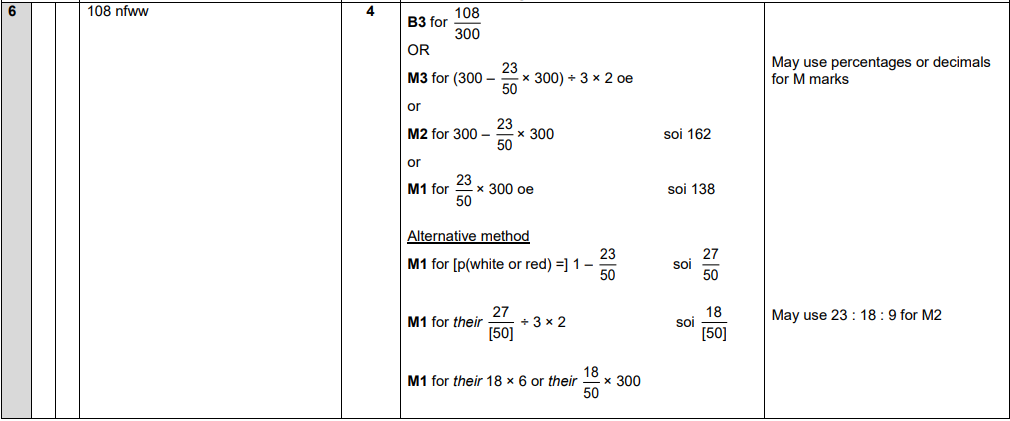 6 108 nfww 4 B3 for 108/300
OR
M3 for (300 – 23/50 × 300) ÷ 3 × 2 oe
or
M2 for 300 – 23/50 × 300 soi 162
or
M1 for 23/50 × 300 oe soi 138
Alternative method
M1 for [p(white or red) =] 1 – 23/50 soi 27/50
M1 for their 27/[50] ÷ 3 × 2 soi 18/[50]
M1 for their 18 × 6 or their 18/50 × 300
May use percentages or decimals
for M marks
May use 23 : 18 : 9 for M2